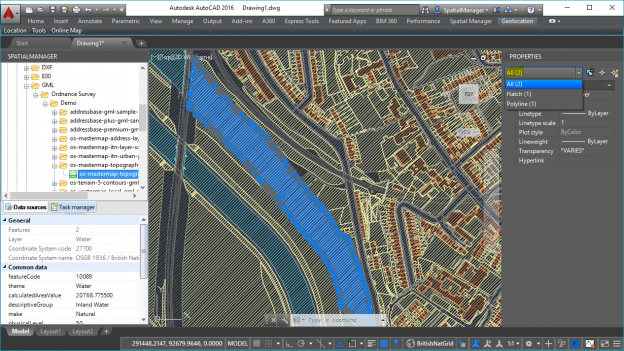 Autodesk AutoCAD 2016 Drawing1.dwg
Type a keyword or phrase
SpatialManager
Home Insert Annotate Parametric View Manage Output Add-ins A360 Express Tools Featured Apps BIM 360 Performance Spatial Manager Geolocation
Location Tools Online Map
Start Drawing1*
SPATIALMANAGER
DXF
E00
GML
Ordnance Survey
Demo
addressbase-gml-sample-
addressbase-plus-gml-sam
addressbase-premium-gm
os-mastermap-address-lay
os-mastermap-itn-layer-s
os-mastermap-itn-urban-p
os-mastermap-topography
os-mastermap-topogr
os-terrain-5-contours-gml
Data sources Task manager
General
Features 2
Layer Water
Coordinate System code 27700
Coordinate System name OSGB 1936 / British Nati
Common data
featureCode 10089
theme Water
calculatedAreaValue 20768.775500
descriptiveGroup Inland Water
make Natural
physicalLevel 50
[-][Top][2D Wireframe]
TOP
Type a command
PROPERTIES
All (2)
All (2)
Hatch (1)
Polyline (1)
Linetype ByLayer
Linetype scale 1
Plot style ByColor
Lineweight ByLayer
Transparency *VARIES*
Hyperlink
Model Layout1 Layout2 +
291448.2147, 92679.9646, 0.0000 MODEL
BritishNatGrid
1:1